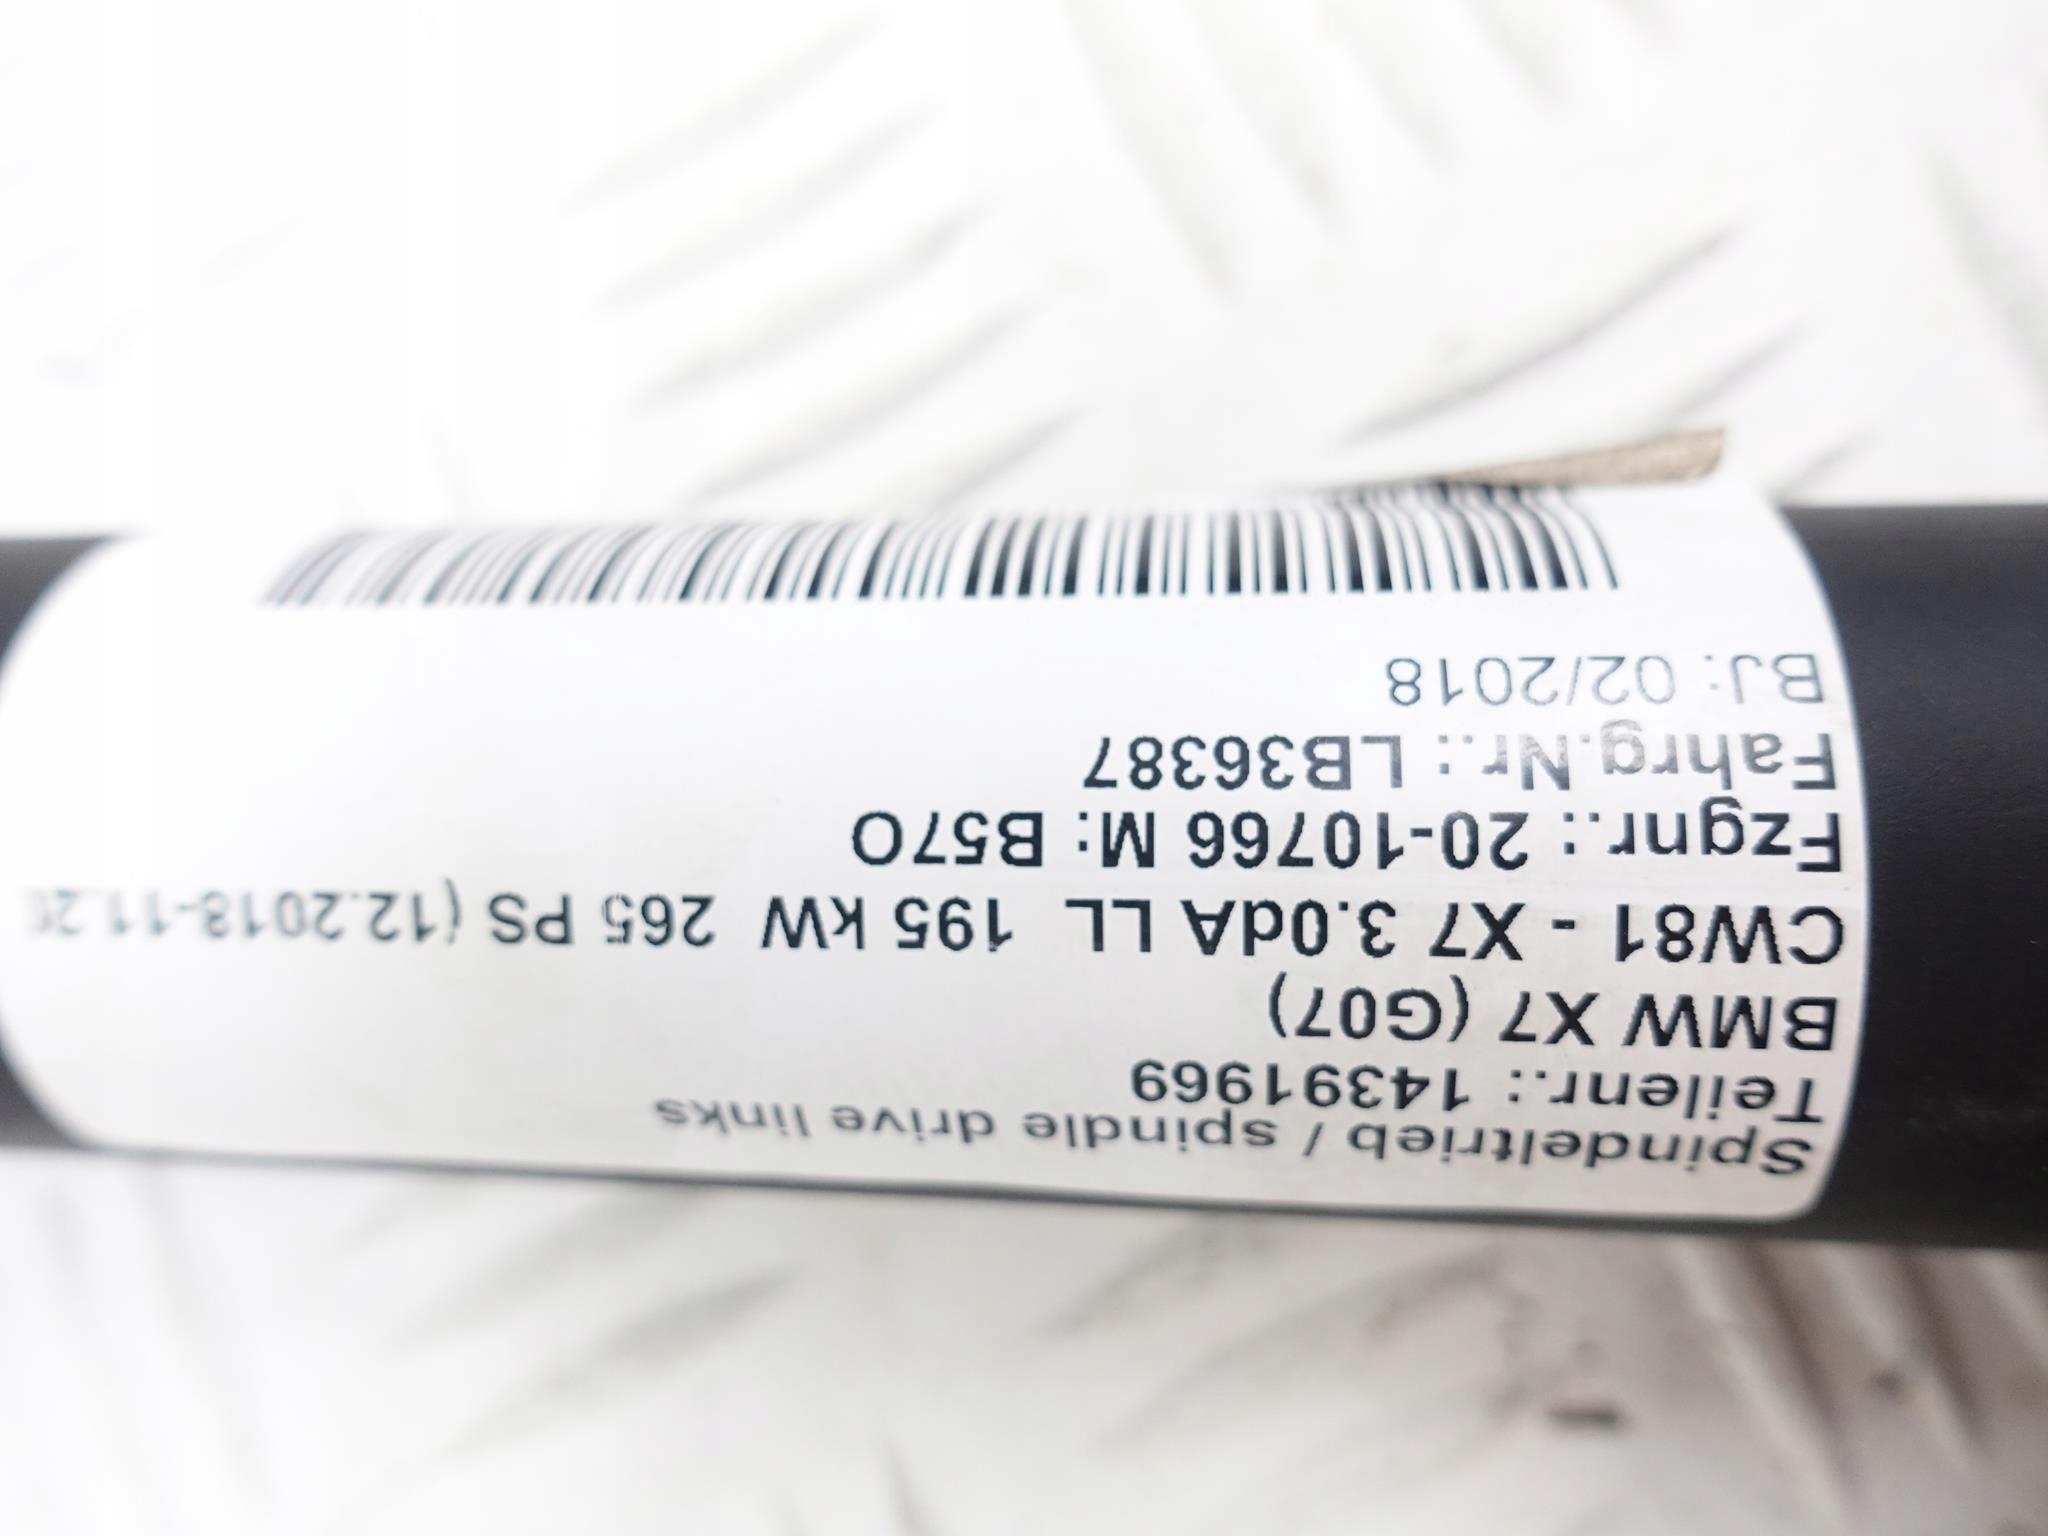 Spindeltrieb / spindle drive links
Teilenr.: 14391969
BMW X7 (G07)
CW81 - X7 3.0dA LL 195 kW 265 PS (12.2018-11.20
Fzgnr.: 20-10766 M: B57O
Fahrg.Nr.: LB36387
BJ: 02/2018